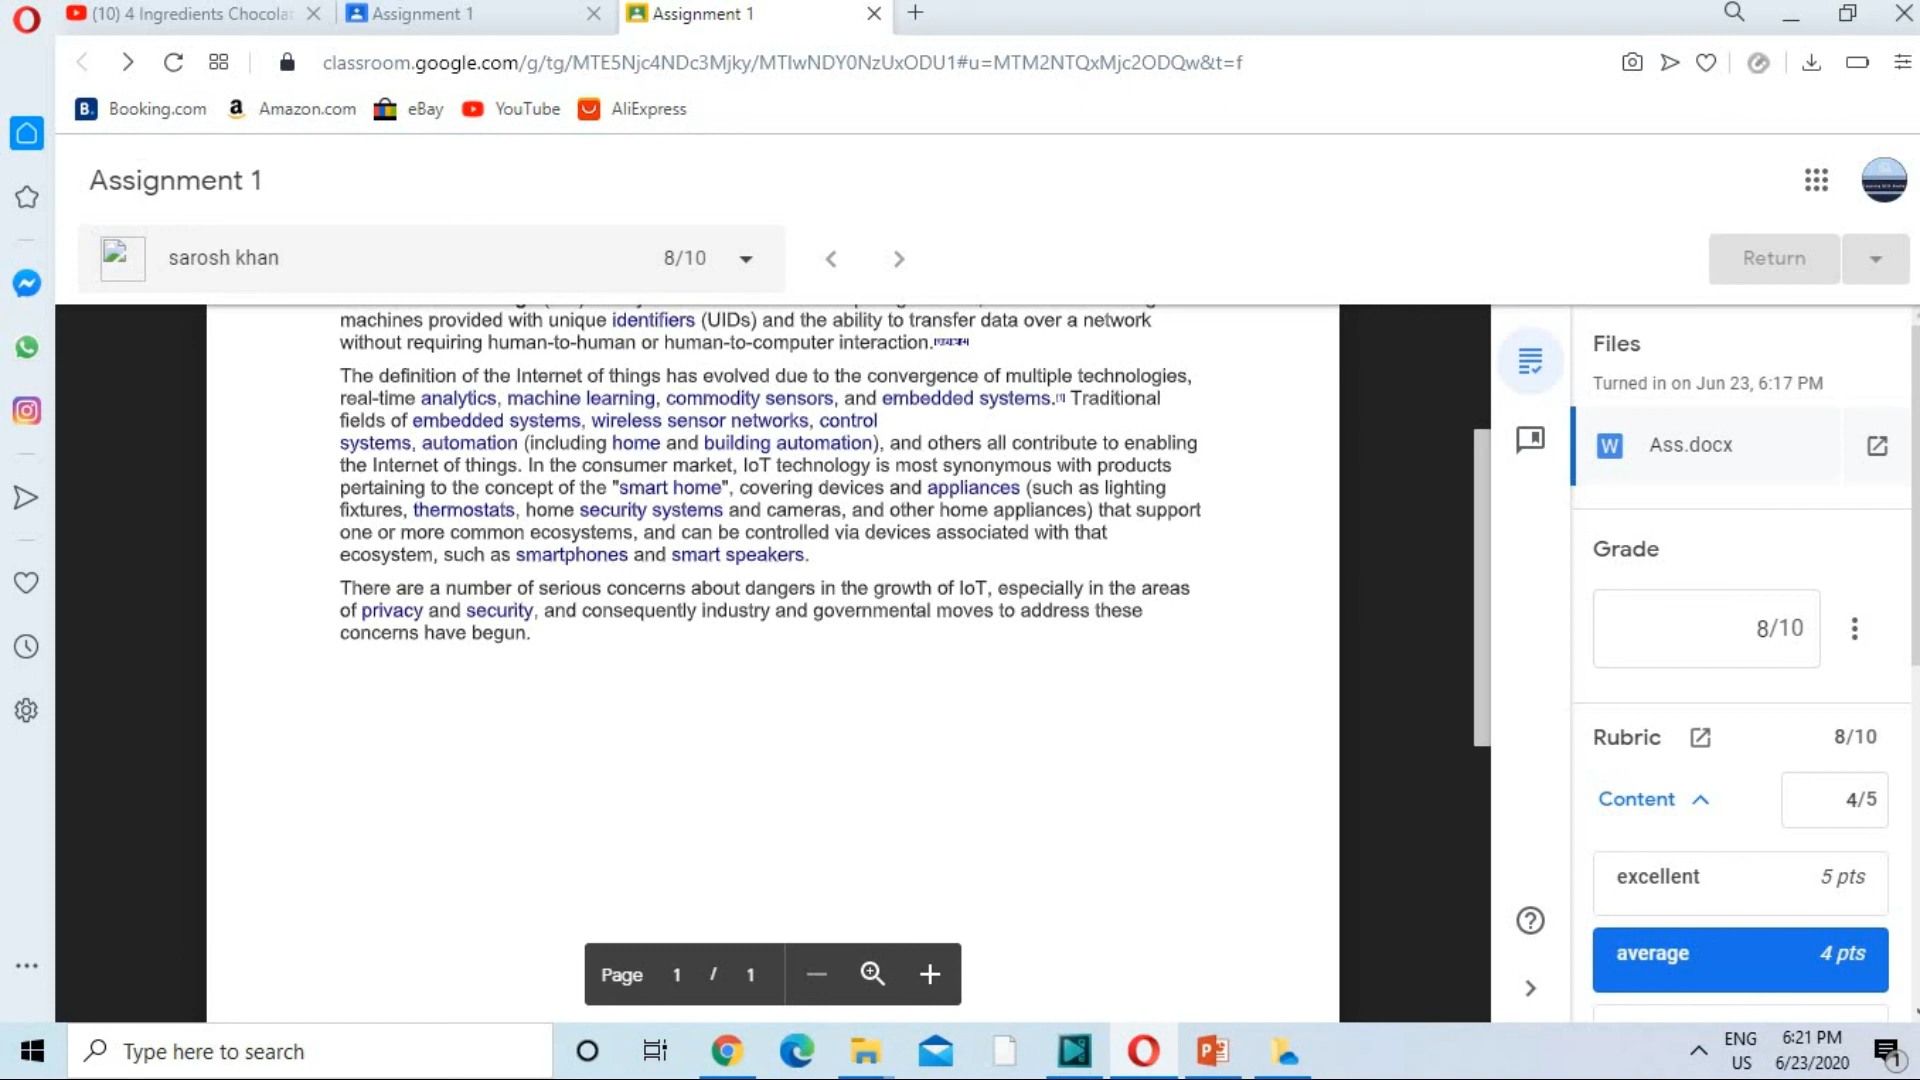 (10) 4 Ingredients Chocolat
Assignment 1
Assignment 1
classroom.google.com/g/tg/MTE5Njc4NDc3Mjky/MTIwNDY0NzUxODU1#u=MTM2NTQxMjc2ODQw&t=f
Booking.com
Amazon.com
eBay
YouTube
AliExpress
Assignment 1
sarosh khan
8/10
Return
machines provided with unique identifiers (UIDs) and the ability to transfer data over a network
without requiring human-to-human or human-to-computer interaction.
The definition of the Internet of things has evolved due to the convergence of multiple technologies,
real-time analytics, machine learning, commodity sensors, and embedded systems.[1] Traditional
fields of embedded systems, wireless sensor networks, control
systems, automation (including home and building automation), and others all contribute to enabling
the Internet of things. In the consumer market, IoT technology is most synonymous with products
pertaining to the concept of the "smart home", covering devices and appliances (such as lighting
fixtures, thermostats, home security systems and cameras, and other home appliances) that support
one or more common ecosystems, and can be controlled via devices associated with that
ecosystem, such as smartphones and smart speakers.
There are a number of serious concerns about dangers in the growth of IoT, especially in the areas
of privacy and security, and consequently industry and governmental moves to address these
concerns have begun.
Page 1 / 1
Files
Turned in on Jun 23, 6:17 PM
W Ass.docx
Grade
8/10
Rubric 8/10
Content 4/5
excellent 5 pts
average 4 pts
Type here to search
ENG
US
6:21 PM
6/23/2020
1